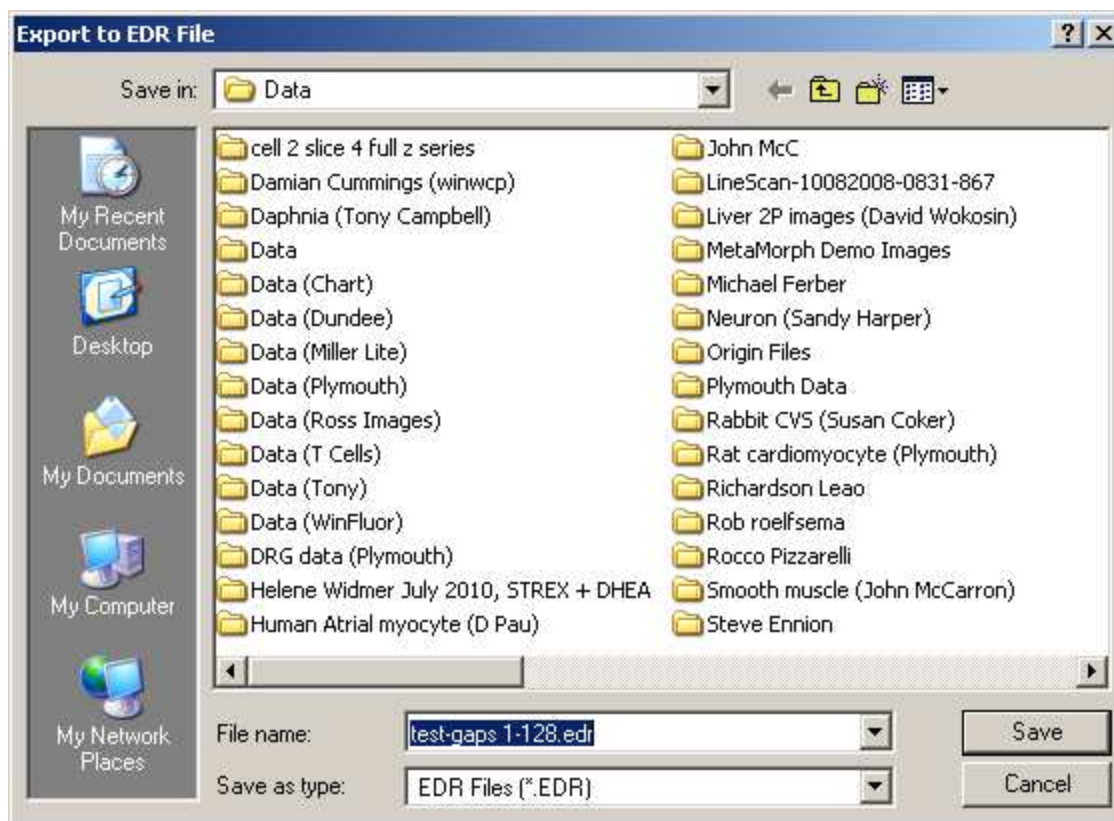 Export to EDR File
Save in: Data
My Recent Documents
Desktop
My Documents
My Computer
My Network Places
cell 2 slice 4 full z series
Damian Cummings (winwcp)
Daphnia (Tony Campbell)
Data
Data (Chart)
Data (Dundee)
Data (Miller Lite)
Data (Plymouth)
Data (Ross Images)
Data (T Cells)
Data (Tony)
Data (WinFluor)
DRG data (Plymouth)
Helene Widmer July 2010, STREX + DHEA
Human Atrial myocyte (D Pau)
John McC
LineScan-10082008-0831-867
Liver 2P images (David Wokosin)
MetaMorph Demo Images
Michael Ferber
Neuron (Sandy Harper)
Origin Files
Plymouth Data
Rabbit CVS (Susan Coker)
Rat cardiomyocyte (Plymouth)
Richardson Leao
Rob roelfsema
Rocco Pizzarelli
Smooth muscle (John McCarron)
Steve Ennion
File name: test-gaps 1-128.edr
Save
Save as type: EDR Files (*.EDR)
Cancel